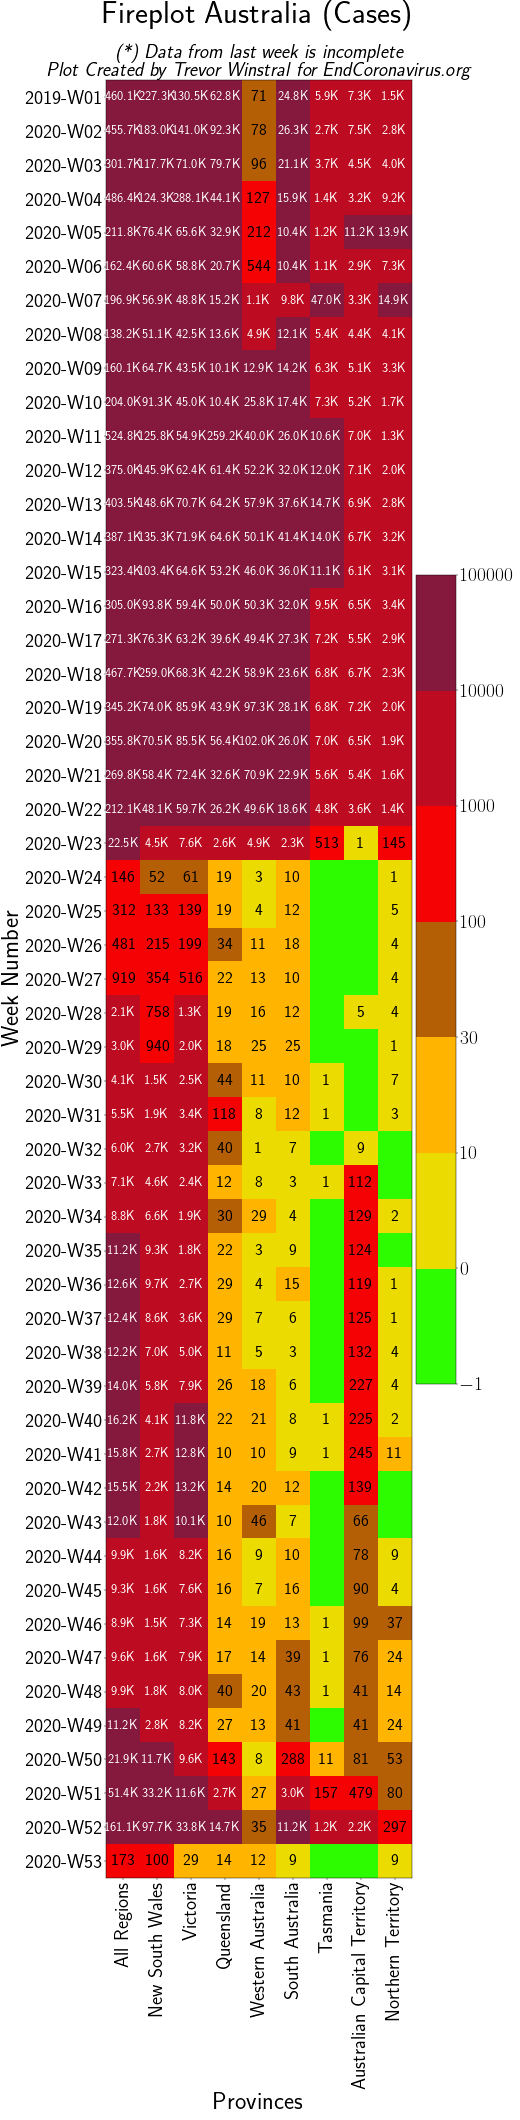 Fireplot Australia (Cases)
(*) Data from last week is incomplete
Plot Created by Trevor Winstral for EndCoronavirus.org
2019-W01 460.1K 227.3K 130.5K 62.8K 71 24.8K 5.9K 7.3K 1.5K
2020-W02 455.7K 183.0K 141.0K 92.3K 78 26.3K 2.7K 7.5K 2.8K
2020-W03 301.7K 117.7K 71.0K 79.7K 96 21.1K 3.7K 4.5K 4.0K
2020-W04 486.4K 124.3K 288.1K 44.1K 127 15.9K 1.4K 3.2K 9.2K
2020-W05 211.8K 76.4K 65.6K 32.9K 212 10.4K 1.2K 11.2K 13.9K
2020-W06 162.4K 60.6K 58.8K 20.7K 544 10.4K 1.1K 2.9K 7.3K
2020-W07 196.9K 56.9K 48.8K 15.2K 1.1K 9.8K 47.0K 3.3K 14.9K
2020-W08 138.2K 51.1K 42.5K 13.6K 4.9K 12.1K 5.4K 4.4K 4.1K
2020-W09 160.1K 64.7K 43.5K 10.1K 12.9K 14.2K 6.3K 5.1K 3.3K
2020-W10 204.0K 91.3K 45.0K 10.4K 25.8K 17.4K 7.3K 5.2K 1.7K
2020-W11 524.8K 125.8K 54.9K 259.2K 40.0K 26.0K 10.6K 7.0K 1.3K
2020-W12 375.0K 145.9K 62.4K 61.4K 52.2K 32.0K 12.0K 7.1K 2.0K
2020-W13 403.5K 148.6K 70.7K 64.2K 57.9K 37.6K 14.7K 6.9K 2.8K
2020-W14 387.1K 135.3K 71.9K 64.6K 50.1K 41.4K 14.0K 6.7K 3.2K
2020-W15 323.4K 103.4K 64.6K 53.2K 46.0K 36.0K 11.1K 6.1K 3.1K
2020-W16 305.0K 93.8K 59.4K 50.0K 50.3K 32.0K 9.5K 6.5K 3.4K
2020-W17 271.3K 76.3K 63.2K 39.6K 49.4K 27.3K 7.2K 5.5K 2.9K
2020-W18 467.7K 259.0K 68.3K 42.2K 58.9K 23.6K 6.8K 6.7K 2.3K
2020-W19 345.2K 74.0K 85.9K 43.9K 97.3K 28.1K 6.8K 7.2K 2.0K
2020-W20 355.8K 70.5K 85.5K 56.4K 102.0K 26.0K 7.0K 6.5K 1.9K
2020-W21 269.8K 58.4K 72.4K 32.6K 70.9K 22.9K 5.6K 5.4K 1.6K
2020-W22 212.1K 48.1K 59.7K 26.2K 49.6K 18.6K 4.8K 3.6K 1.4K
2020-W23 22.5K 4.5K 7.6K 2.6K 4.9K 2.3K 513 1 145
2020-W24 146 52 61 19 3 10 1
2020-W25 312 133 139 19 4 12 5
2020-W26 481 215 199 34 11 18 4
2020-W27 919 354 516 22 13 10 4
2020-W28 2.1K 758 1.3K 19 16 12 5 4
2020-W29 3.0K 940 2.0K 18 25 25 1
2020-W30 4.1K 1.5K 2.5K 44 11 10 1 7
2020-W31 5.5K 1.9K 3.4K 118 8 12 1 3
2020-W32 6.0K 2.7K 3.2K 40 1 7 9
2020-W33 7.1K 4.6K 2.4K 12 8 3 1 112
2020-W34 8.8K 6.6K 1.9K 30 29 4 129 2
2020-W35 11.2K 9.3K 1.8K 22 3 9 124
2020-W36 12.6K 9.7K 2.7K 29 4 15 119 1
2020-W37 12.4K 8.6K 3.6K 29 7 6 125 1
2020-W38 12.2K 7.0K 5.0K 11 5 3 132 4
2020-W39 14.0K 5.8K 7.9K 26 18 6 227 4
2020-W40 16.2K 4.1K 11.8K 22 21 8 1 225 2
2020-W41 15.8K 2.7K 12.8K 10 10 9 1 245 11
2020-W42 15.5K 2.2K 13.2K 14 20 12 139
2020-W43 12.0K 1.8K 10.1K 10 46 7 66
2020-W44 9.9K 1.6K 8.2K 16 9 10 78 9
2020-W45 9.3K 1.6K 7.6K 16 7 16 90 4
2020-W46 8.9K 1.5K 7.3K 14 19 13 1 99 37
2020-W47 9.6K 1.6K 7.9K 17 14 39 1 76 24
2020-W48 9.9K 1.8K 8.0K 40 20 43 1 41 14
2020-W49 11.2K 2.8K 8.2K 27 13 41 41 24
2020-W50 21.9K 11.7K 9.6K 143 8 288 11 81 53
2020-W51 51.4K 33.2K 11.6K 2.7K 27 3.0K 157 479 80
2020-W52 161.1K 97.7K 33.8K 14.7K 35 11.2K 1.2K 2.2K 297
2020-W53 173 100 29 14 12 9 9
Week Number
100000
10000
1000
100
30
10
0
−1
All Regions
New South Wales
Victoria
Queensland
Western Australia
South Australia
Tasmania
Australian Capital Territory
Northern Territory
Provinces